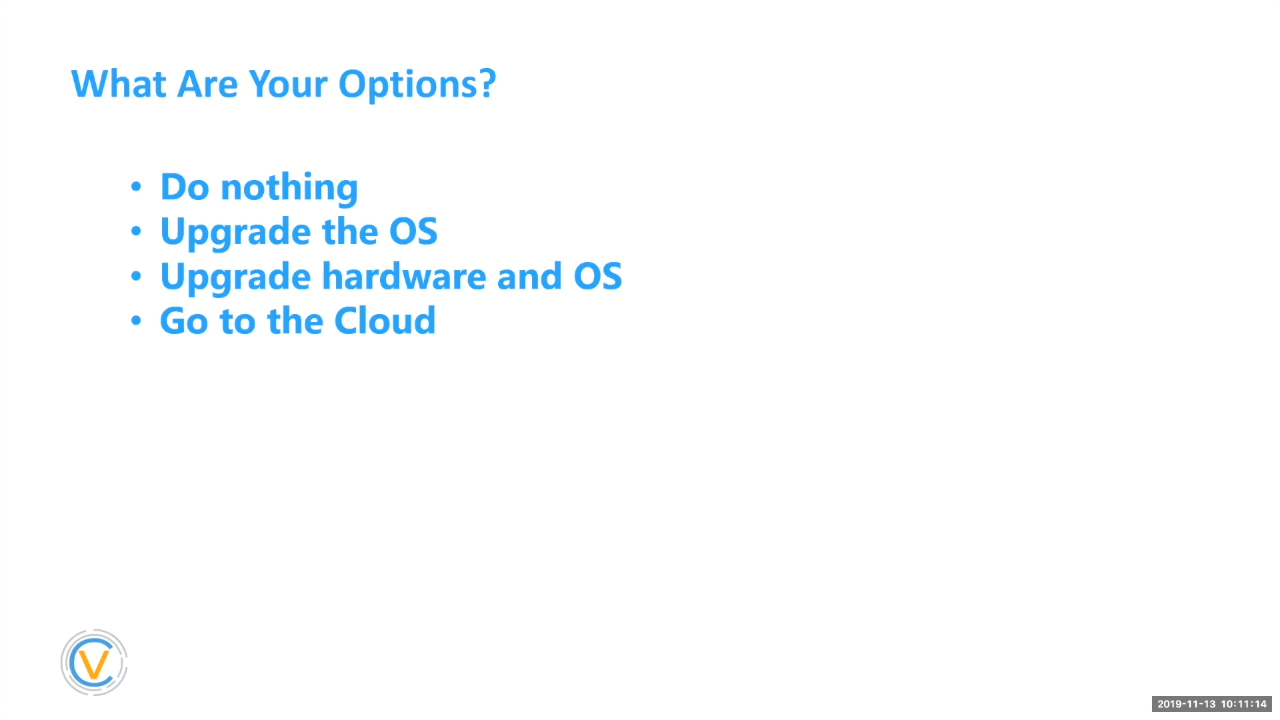 What Are Your Options?
• Do nothing
• Upgrade the OS
• Upgrade hardware and OS
• Go to the Cloud
CV
2019-11-13 10:11:14